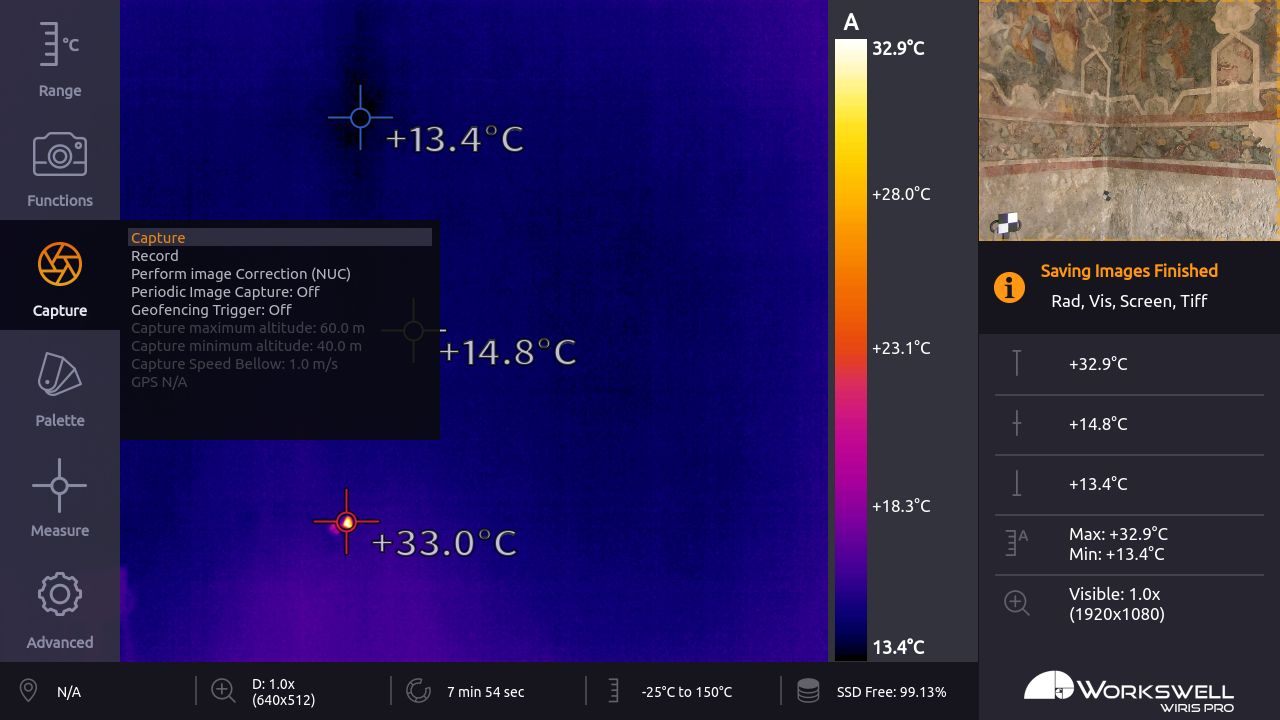 °C
Range
Functions
Capture
Palette
Measure
Advanced
+13.4°C
Capture
Record
Perform image Correction (NUC)
Periodic Image Capture: Off
Geofencing Trigger: Off
Capture maximum altitude: 60.0 m
Capture minimum altitude: 40.0 m
Capture Speed Bellow: 1.0 m/s
GPS N/A
+14.8°C
+33.0°C
A
32.9°C
+28.0°C
+23.1°C
+18.3°C
13.4°C
Saving Images Finished
Rad, Vis, Screen, Tiff
+32.9°C
+14.8°C
+13.4°C
A
Max: +32.9°C
Min: +13.4°C
Visible: 1.0x
(1920x1080)
N/A
D: 1.0x
(640x512)
7 min 54 sec
-25°C to 150°C
SSD Free: 99.13%
WORKSWELL
WIRIS PRO